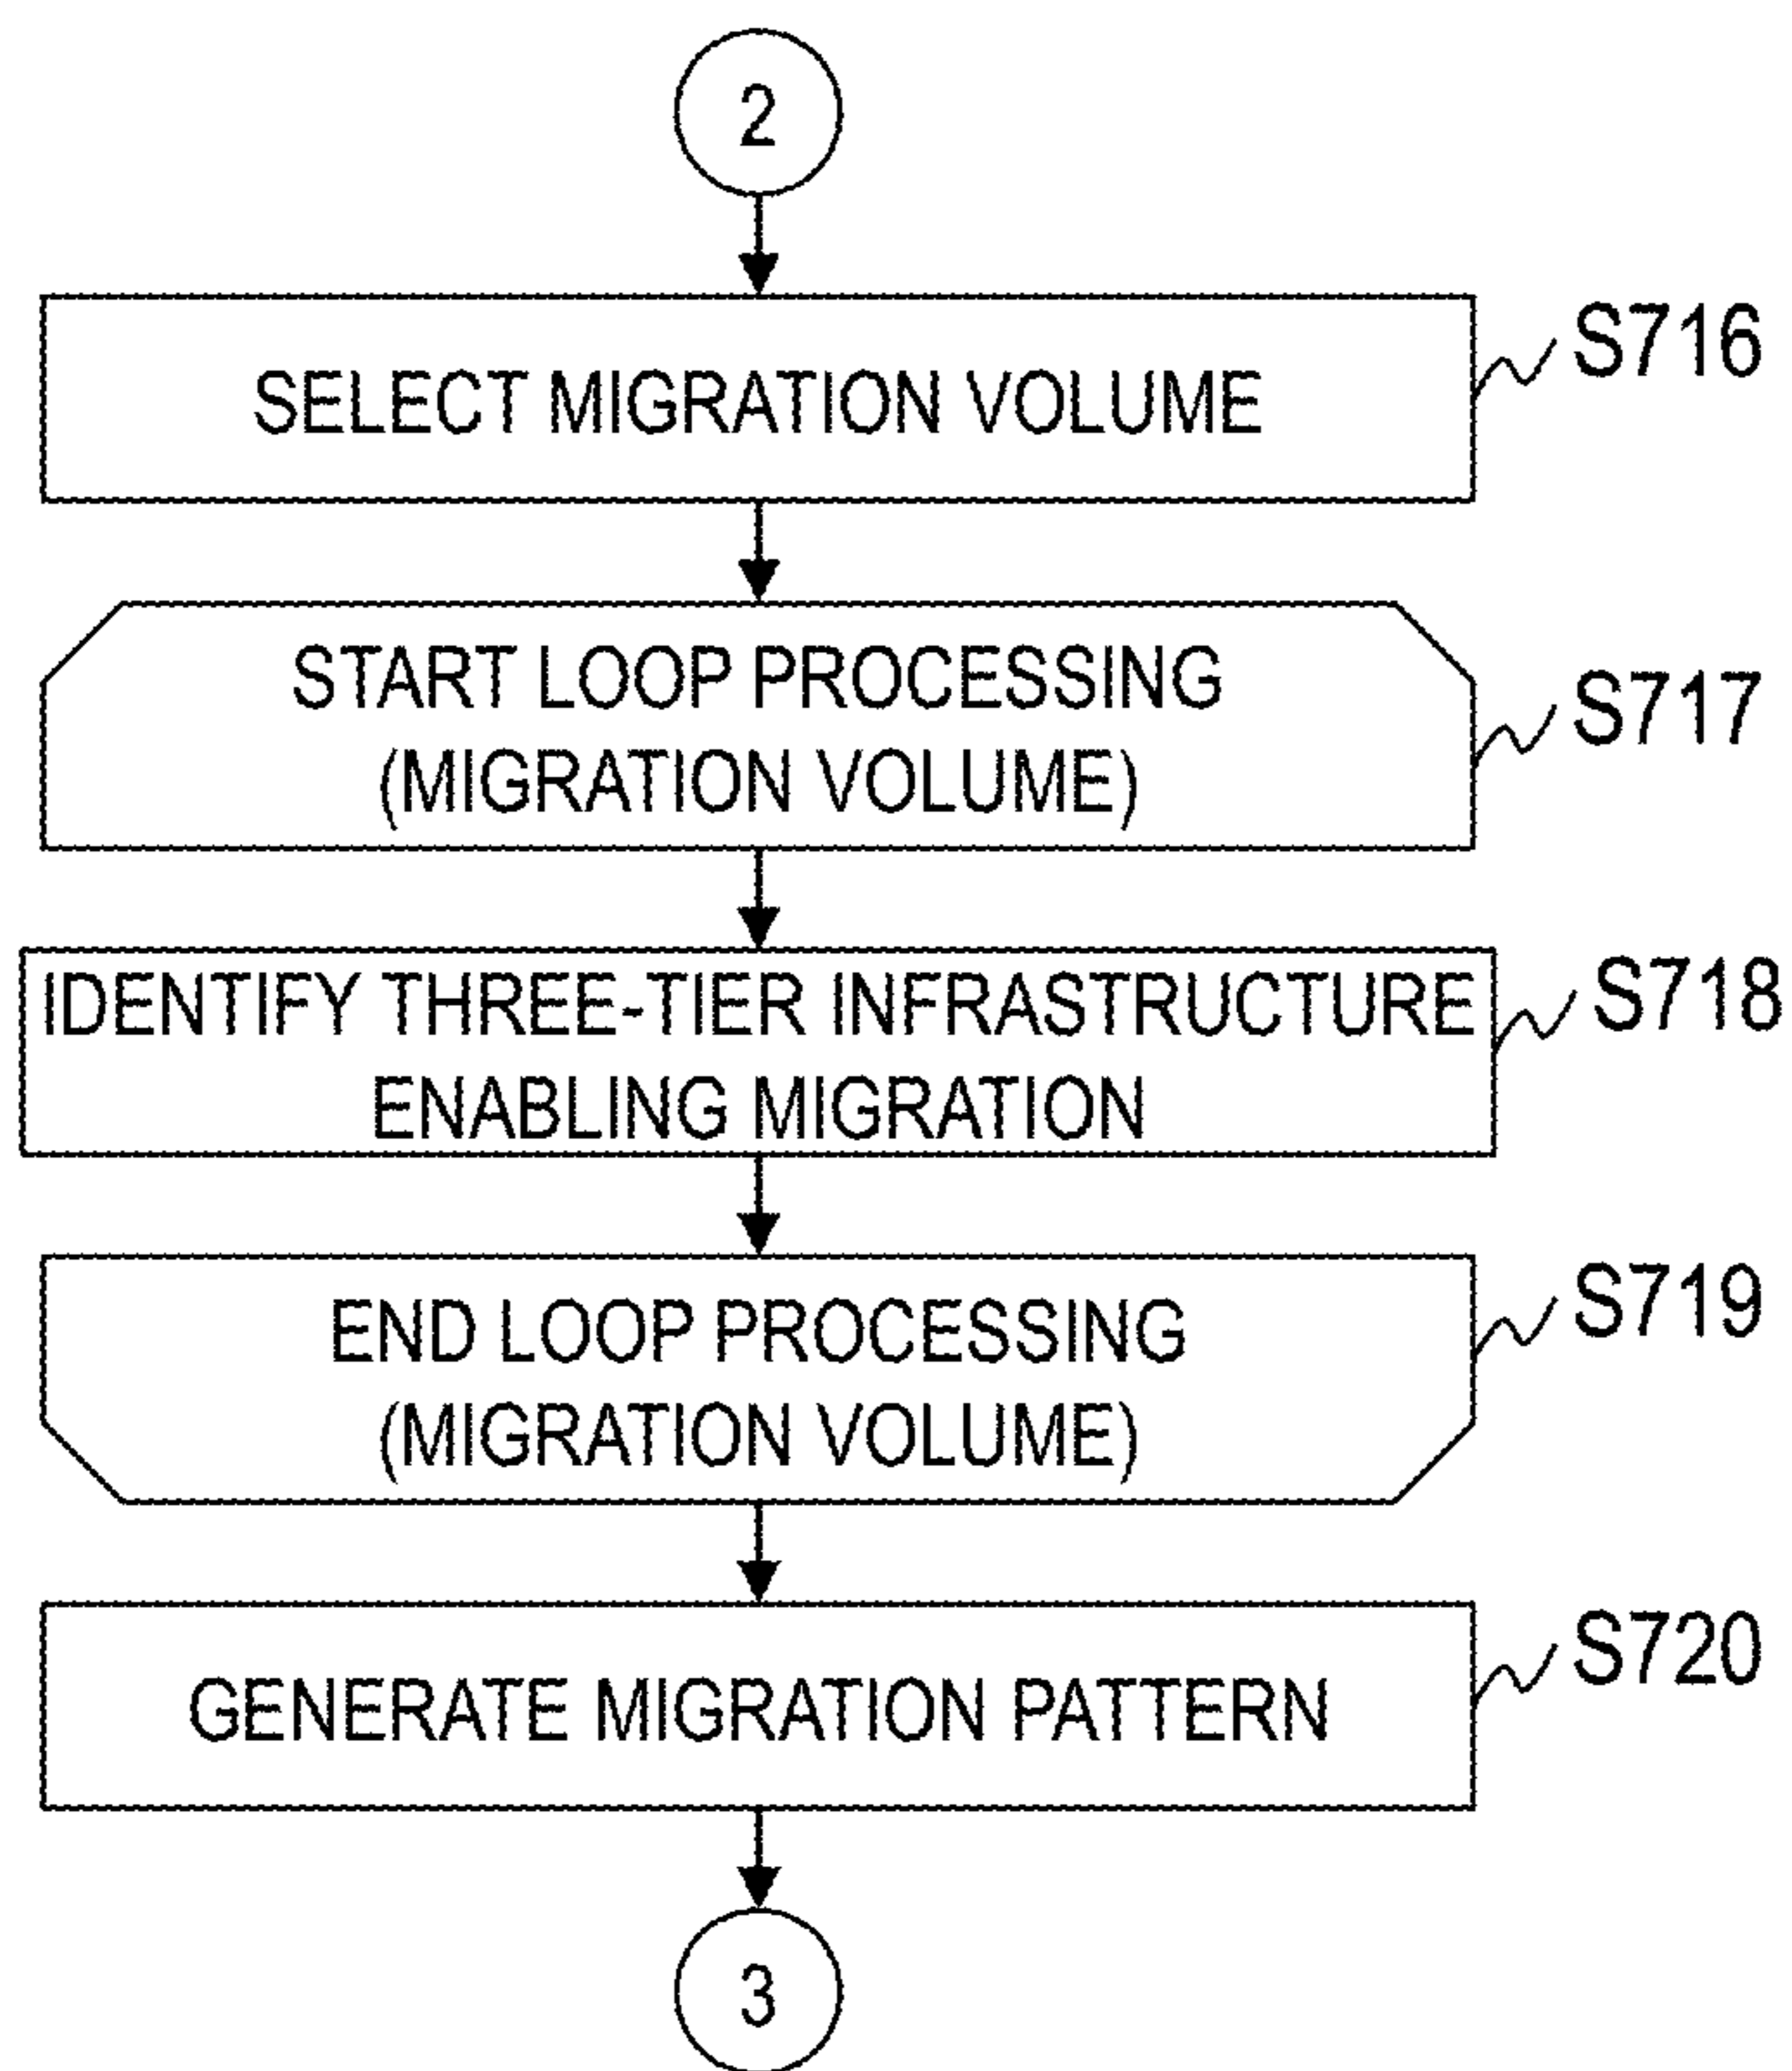 2
SELECT MIGRATION VOLUME
S716
START LOOP PROCESSING
(MIGRATION VOLUME)
S717
IDENTIFY THREE-TIER INFRASTRUCTURE
ENABLING MIGRATION
S718
END LOOP PROCESSING
(MIGRATION VOLUME)
S719
GENERATE MIGRATION PATTERN
S720
3